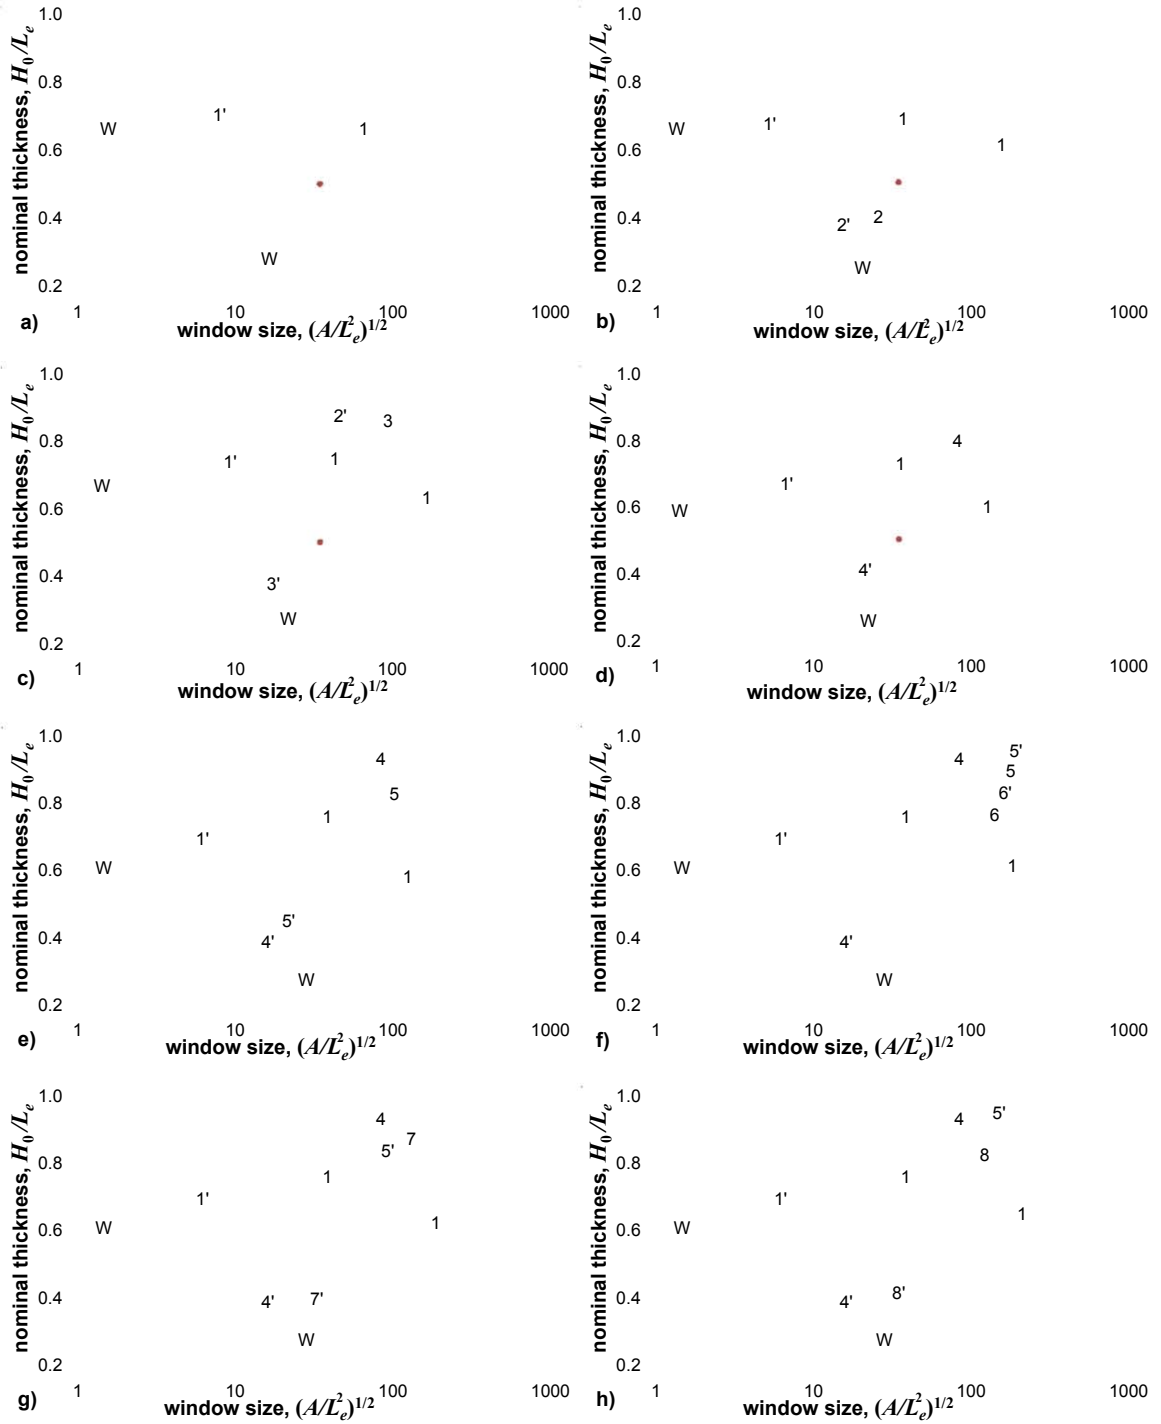 nominal thickness, H₀/Lₑ
1.0
0.8
1'
W
1
0.6
0.4
W
0.2
1 10 100 1000
a) window size, (A/L²ₑ)^1/2
nominal thickness, H₀/Lₑ
1.0
0.8
W 1' 1
1
0.6
0.4
2' 2
W
0.2
1 10 100 1000
b) window size, (A/L²ₑ)^1/2
nominal thickness, H₀/Lₑ
1.0
2' 3
0.8
1' 1
W
1
0.6
0.4
3'
W
0.2
1 10 100 1000
c) window size, (A/L²ₑ)^1/2
nominal thickness, H₀/Lₑ
1.0
0.8
4
1
1'
W 1
0.6
0.4
4'
W
0.2
1 10 100 1000
d) window size, (A/L²ₑ)^1/2
nominal thickness, H₀/Lₑ
1.0
4
0.8
5
1
1'
W
0.6
1
5'
0.4
4'
W
0.2
1 10 100 1000
e) window size, (A/L²ₑ)^1/2
nominal thickness, H₀/Lₑ
1.0
5'
4
5
6'
0.8
1 6
1'
W 1
0.6
0.4
4'
W
0.2
1 10 100 1000
f) window size, (A/L²ₑ)^1/2
nominal thickness, H₀/Lₑ
1.0
4
7
5'
0.8
1
1'
W 1
0.6
0.4
4' 7'
W
0.2
1 10 100 1000
g) window size, (A/L²ₑ)^1/2
nominal thickness, H₀/Lₑ
1.0
4 5'
8
0.8
1
1'
W 1
0.6
0.4
4' 8'
W
0.2
1 10 100 1000
h) window size, (A/L²ₑ)^1/2